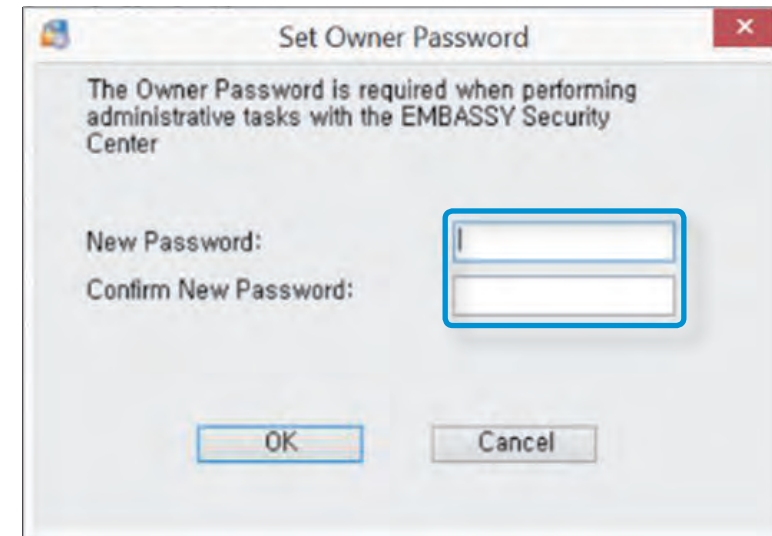 Set Owner Password
The Owner Password is required when performing
administrative tasks with the EMBASSY Security
Center
New Password:
Confirm New Password:
OK
Cancel